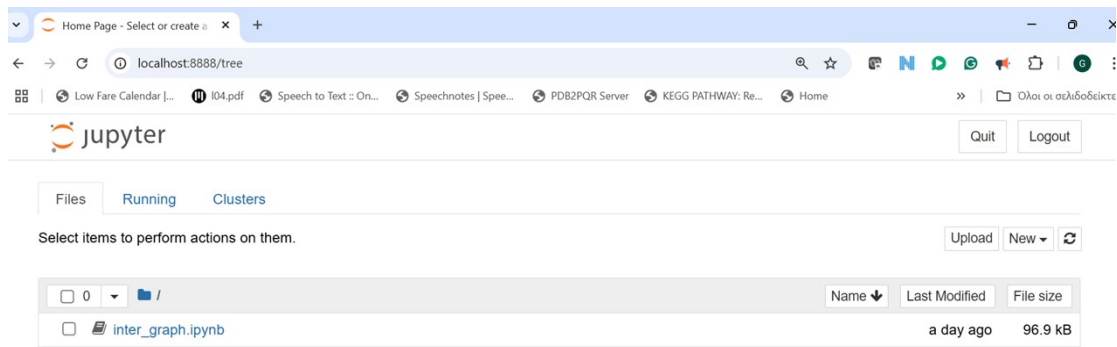 Home Page - Select or create a
localhost:8888/tree
Low Fare Calendar |... I04.pdf Speech to Text :: On... Speechnotes | Spee... PDB2PQR Server KEGG PATHWAY: Re... Home » Όλοι οι σελιδοδείκτε
jupyter Quit Logout
Files Running Clusters
Select items to perform actions on them. Upload New
0 / Name Last Modified File size
inter_graph.ipynb a day ago 96.9 kB